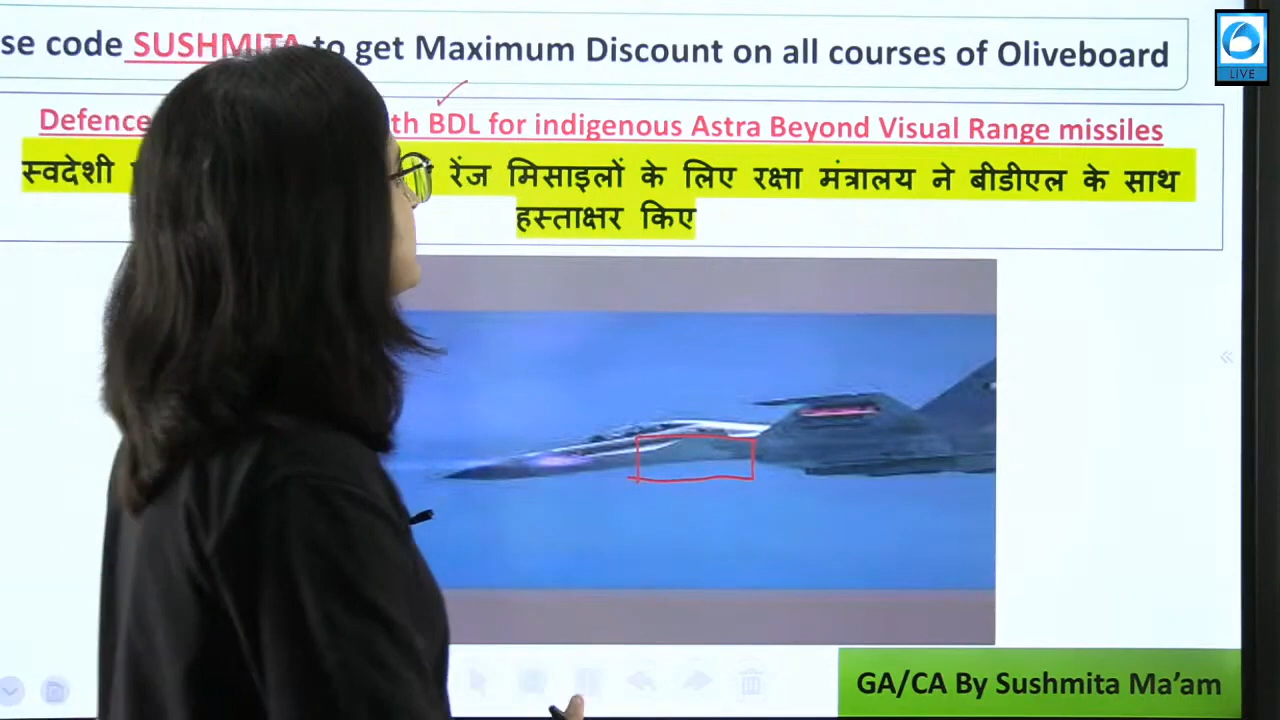 se code SUSHMITA to get Maximum Discount on all courses of Oliveboard
LIVE
Defence th BDL for indigenous Astra Beyond Visual Range missiles
स्वदेशी रेंज मिसाइलों के लिए रक्षा मंत्रालय ने बीडीएल के साथ
हस्ताक्षर किए
GA/CA By Sushmita Ma’am